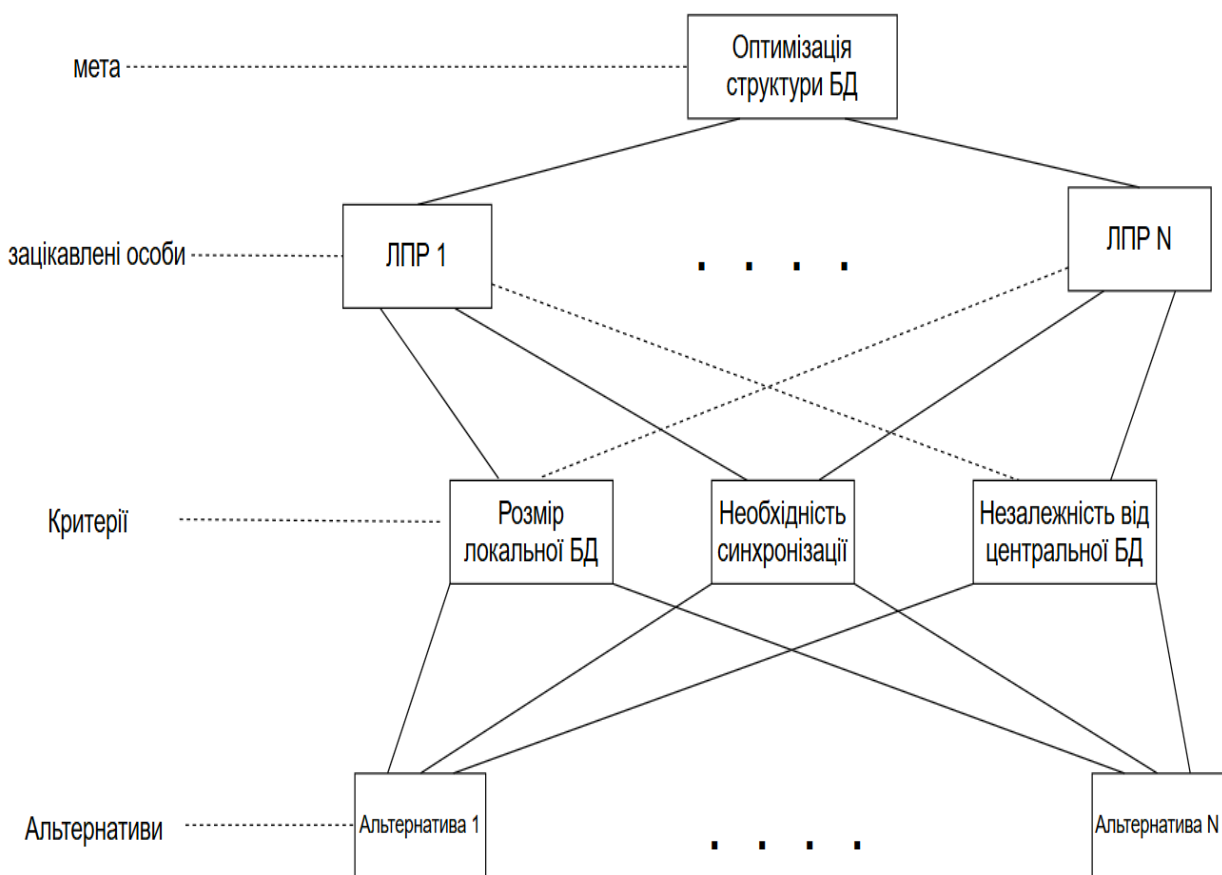 мета
Оптимізація
структури БД
зацікавлені особи
ЛПР 1
. . . .
ЛПР N
Критерії
Розмір
локальної БД
Необхідність
синхронізації
Незалежність від
центральної БД
Альтернативи
Альтернатива 1
. . . .
Альтернатива N